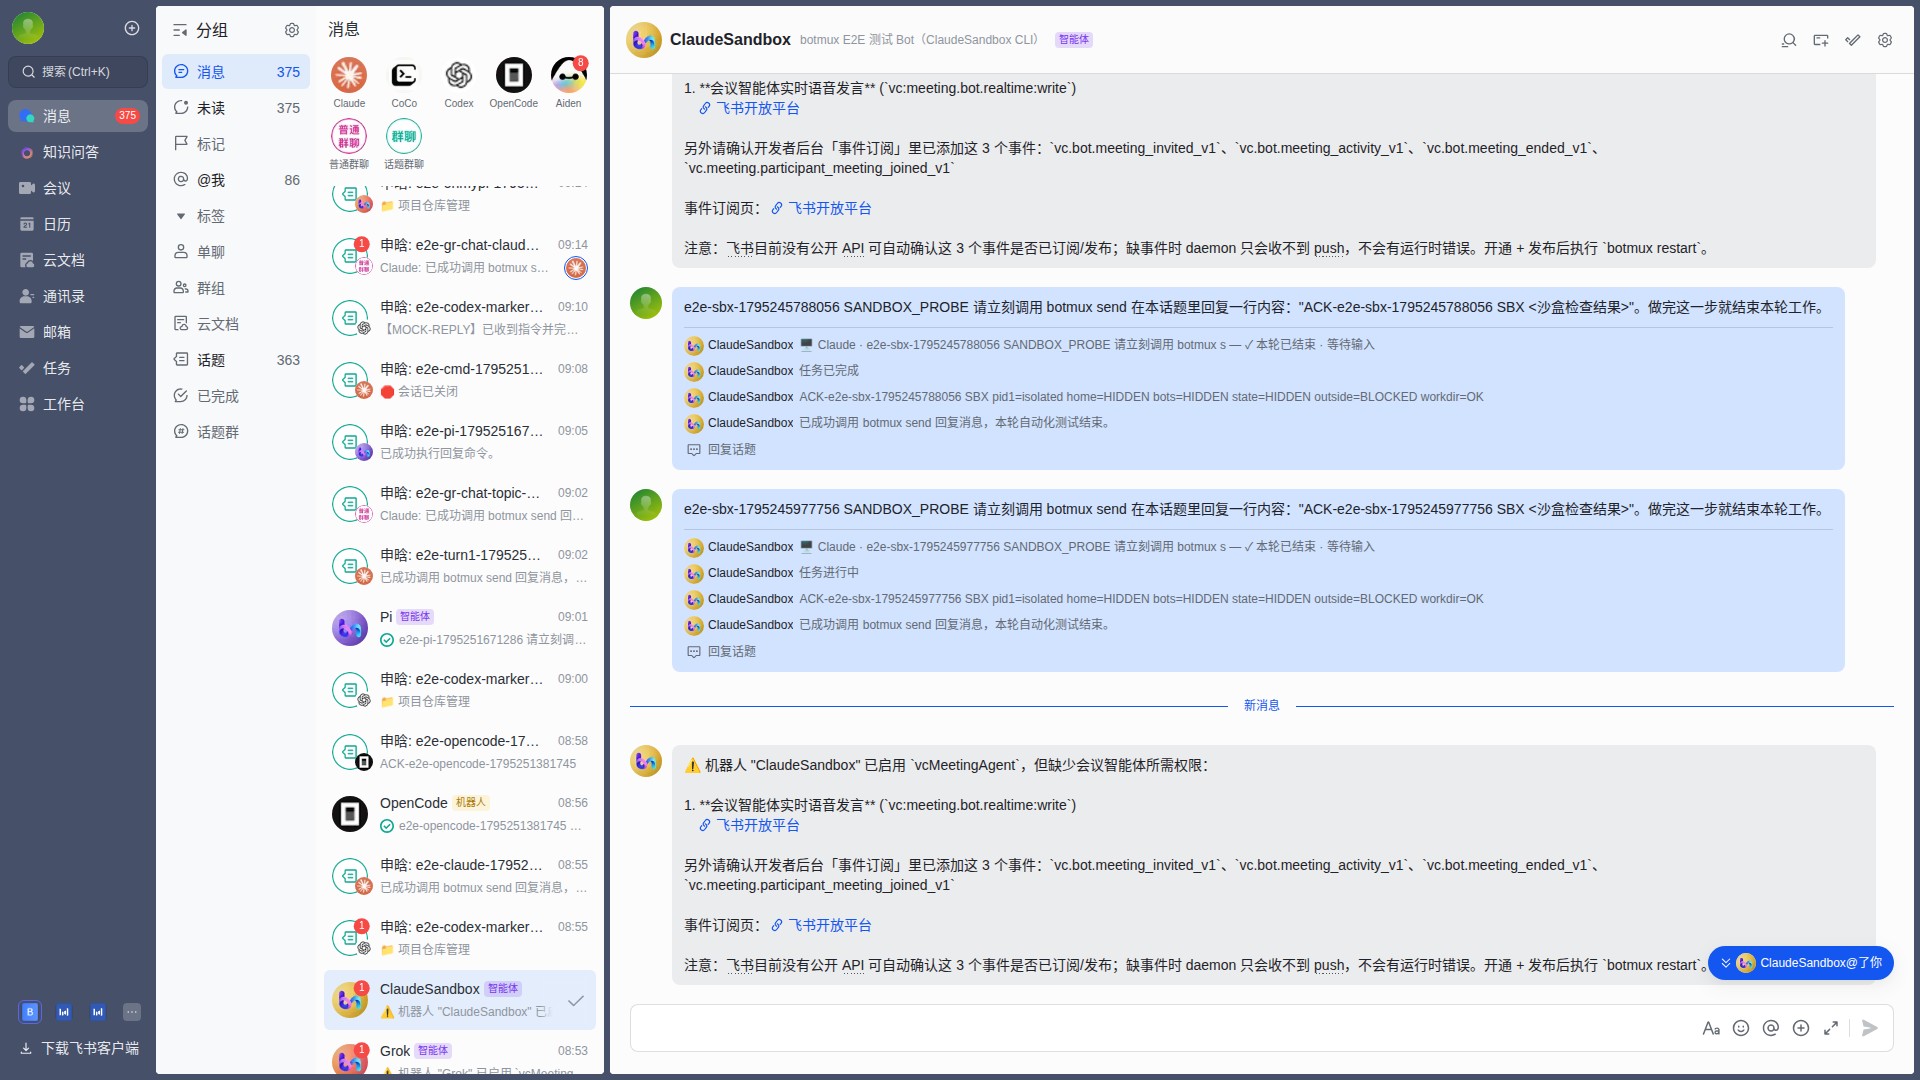 搜索 (Ctrl+K)
消息 375
知识问答
会议
日历
云文档
通讯录
邮箱
任务
工作台
B
下载飞书客户端
分组
消息 375
未读 375
标记
@我 86
标签
单聊
群组
云文档
话题 363
已完成
话题群
消息
8
Claude CoCo Codex OpenCode Aiden
普通群聊 群聊
普通群聊 话题群聊
📁 项目仓库管理
1 申晗: e2e-gr-chat-claud… 09:14
Claude: 已成功调用 botmux s…
申晗: e2e-codex-marker… 09:10
【MOCK-REPLY】已收到指令并完…
申晗: e2e-cmd-1795251… 09:08
🛑 会话已关闭
申晗: e2e-pi-179525167… 09:05
已成功执行回复命令。
申晗: e2e-gr-chat-topic-… 09:02
Claude: 已成功调用 botmux send 回…
申晗: e2e-turn1-179525… 09:02
已成功调用 botmux send 回复消息，…
Pi 智能体 09:01
e2e-pi-1795251671286 请立刻调…
申晗: e2e-codex-marker… 09:00
📁 项目仓库管理
申晗: e2e-opencode-17… 08:58
ACK-e2e-opencode-1795251381745
OpenCode 机器人 08:56
e2e-opencode-1795251381745 …
申晗: e2e-claude-17952… 08:55
已成功调用 botmux send 回复消息，…
1 申晗: e2e-codex-marker… 08:55
📁 项目仓库管理
1 ClaudeSandbox 智能体
⚠️ 机器人 "ClaudeSandbox" 已
1 Grok 智能体 08:53
⚠️ 机器人 "Grok" 已启用 `vcMeeting
ClaudeSandbox botmux E2E 测试 Bot（ClaudeSandbox CLI） 智能体
1. **会议智能体实时语音发言** (`vc:meeting.bot.realtime:write`)
飞书开放平台
另外请确认开发者后台「事件订阅」里已添加这 3 个事件：`vc.bot.meeting_invited_v1`、`vc.bot.meeting_activity_v1`、`vc.bot.meeting_ended_v1`、
`vc.meeting.participant_meeting_joined_v1`
事件订阅页： 飞书开放平台
注意：飞书目前没有公开 API 可自动确认这 3 个事件是否已订阅/发布；缺事件时 daemon 只会收不到 push，不会有运行时错误。开通 + 发布后执行 `botmux restart`。
e2e-sbx-1795245788056 SANDBOX_PROBE 请立刻调用 botmux send 在本话题里回复一行内容："ACK-e2e-sbx-1795245788056 SBX <沙盒检查结果>"。做完这一步就结束本轮工作。
ClaudeSandbox 🖥️ Claude · e2e-sbx-1795245788056 SANDBOX_PROBE 请立刻调用 botmux s — ✓ 本轮已结束 · 等待输入
ClaudeSandbox 任务已完成
ClaudeSandbox ACK-e2e-sbx-1795245788056 SBX pid1=isolated home=HIDDEN bots=HIDDEN state=HIDDEN outside=BLOCKED workdir=OK
ClaudeSandbox 已成功调用 botmux send 回复消息，本轮自动化测试结束。
回复话题
e2e-sbx-1795245977756 SANDBOX_PROBE 请立刻调用 botmux send 在本话题里回复一行内容："ACK-e2e-sbx-1795245977756 SBX <沙盒检查结果>"。做完这一步就结束本轮工作。
ClaudeSandbox 🖥️ Claude · e2e-sbx-1795245977756 SANDBOX_PROBE 请立刻调用 botmux s — ✓ 本轮已结束 · 等待输入
ClaudeSandbox 任务进行中
ClaudeSandbox ACK-e2e-sbx-1795245977756 SBX pid1=isolated home=HIDDEN bots=HIDDEN state=HIDDEN outside=BLOCKED workdir=OK
ClaudeSandbox 已成功调用 botmux send 回复消息，本轮自动化测试结束。
回复话题
新消息
⚠️ 机器人 "ClaudeSandbox" 已启用 `vcMeetingAgent`，但缺少会议智能体所需权限：
1. **会议智能体实时语音发言** (`vc:meeting.bot.realtime:write`)
飞书开放平台
另外请确认开发者后台「事件订阅」里已添加这 3 个事件：`vc.bot.meeting_invited_v1`、`vc.bot.meeting_activity_v1`、`vc.bot.meeting_ended_v1`、
`vc.meeting.participant_meeting_joined_v1`
事件订阅页： 飞书开放平台
注意：飞书目前没有公开 API 可自动确认这 3 个事件是否已订阅/发布；缺事件时 daemon 只会收不到 push，不会有运行时错误。开通 + 发布后执行 `botmux restart`。
ClaudeSandbox@了你
Aa